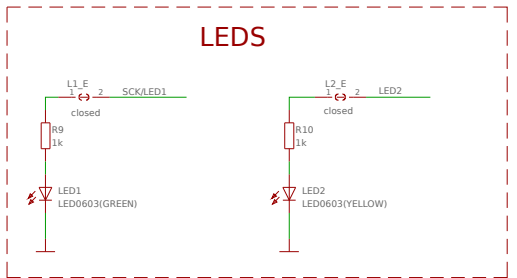 LEDS
L1_E
1 2
SCK/LED1
closed
R9
1k
LED1
LED0603(GREEN)
L2_E
1 2
LED2
closed
R10
1k
LED2
LED0603(YELLOW)